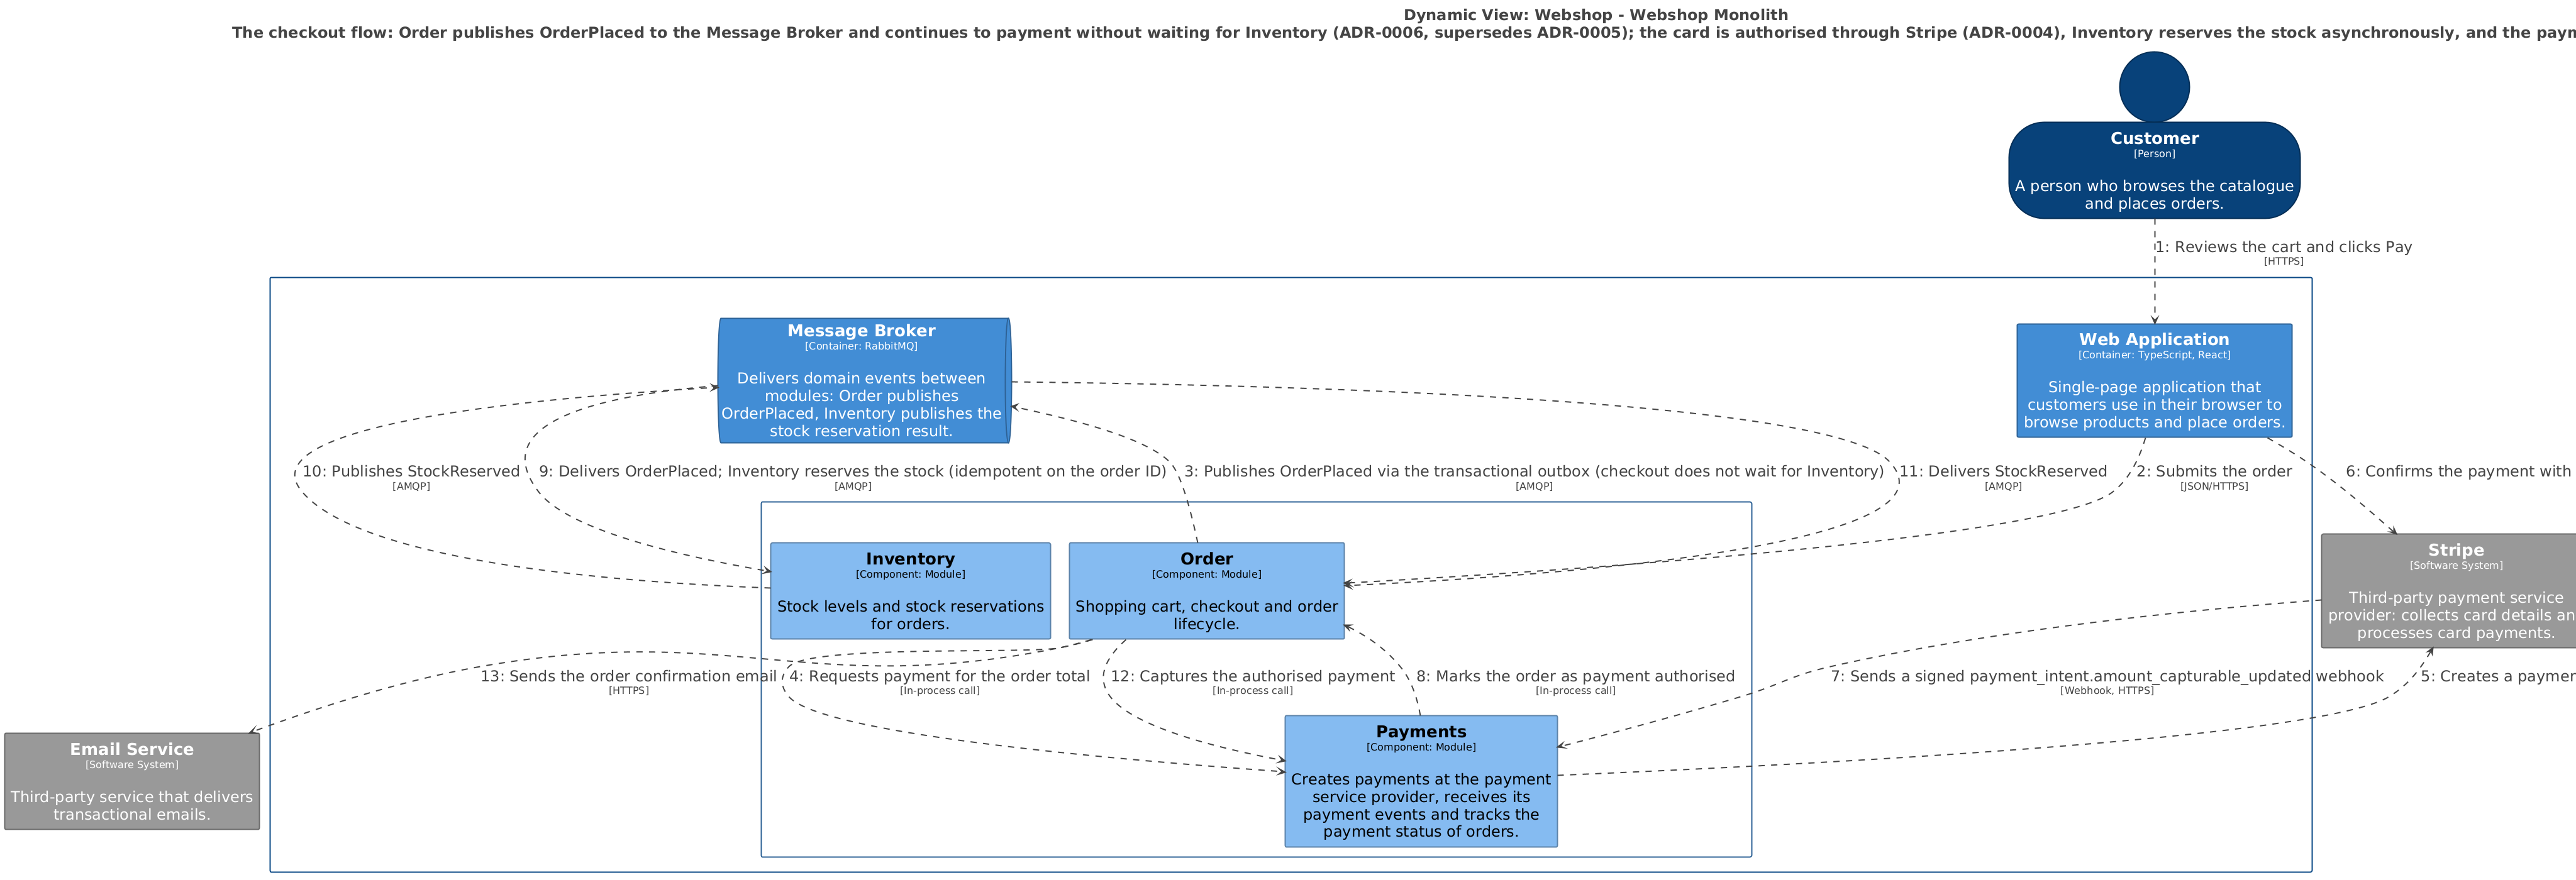 Dynamic View: Webshop - Webshop Monolith
The checkout flow: Order publishes OrderPlaced to the Message Broker and continues to payment without waiting for Inventory (ADR-0006, supersedes ADR-0005); the card is authorised through Stripe (ADR-0004), Inventory reserves the stock asynchronously, and the
Customer
[Person]
A person who browses the catalogue
and places orders.
1: Reviews the cart and clicks Pay
[HTTPS]
Message Broker
[Container: RabbitMQ]
Delivers domain events between
modules: Order publishes
OrderPlaced, Inventory publishes the
stock reservation result.
Web Application
[Container: TypeScript, React]
Single-page application that
customers use in their browser to
browse products and place orders.
10: Publishes StockReserved
[AMQP]
9: Delivers OrderPlaced; Inventory reserves the stock (idempotent on the order ID)
[AMQP]
3: Publishes OrderPlaced via the transactional outbox (checkout does not wait for Inventory)
[AMQP]
11: Delivers StockReserved
[AMQP]
2: Submits the order
[JSON/HTTPS]
6: Confirms the payment with
Inventory
[Component: Module]
Stock levels and stock reservations
for orders.
Order
[Component: Module]
Shopping cart, checkout and order
lifecycle.
Stripe
[Software System]
Third-party payment service
provider: collects card details
processes card payments.
13: Sends the order confirmation email
[HTTPS]
4: Requests payment for the order total
[In-process call]
12: Captures the authorised payment
[In-process call]
8: Marks the order as payment authorised
[In-process call]
7: Sends a signed payment_intent.amount_capturable_updated webhook
[Webhook, HTTPS]
5: Creates a
Payments
[Component: Module]
Creates payments at the payment
service provider, receives its
payment events and tracks the
payment status of orders.
Email Service
[Software System]
Third-party service that delivers
transactional emails.